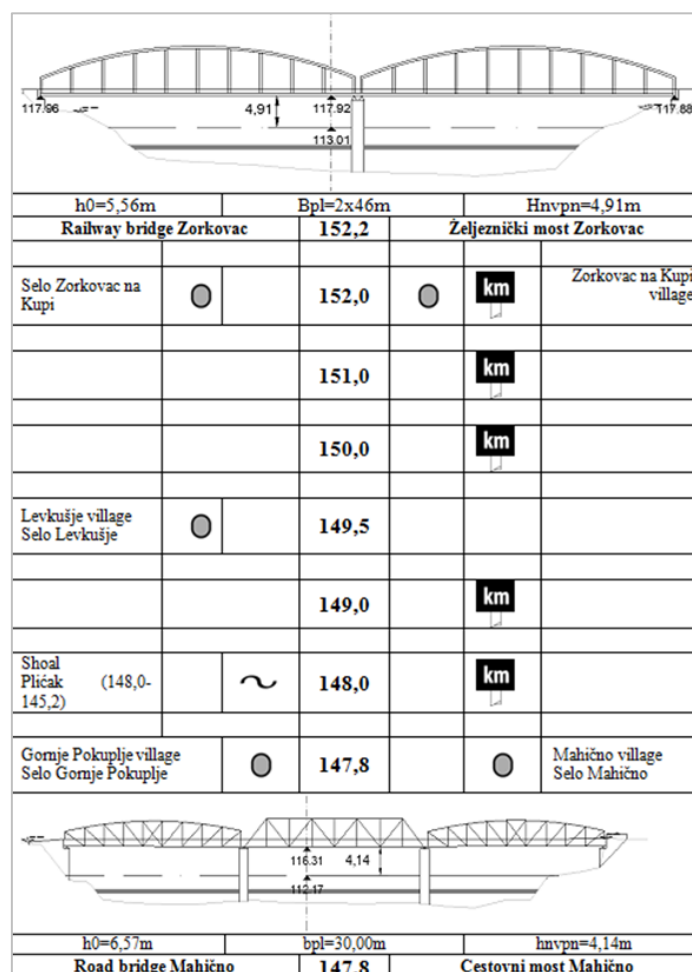 117.96
4,91
117.92
117.88
113.01
h0=5,56m Bpl=2x46m Hnvpn=4,91m
Railway bridge Zorkovac 152,2 Željeznički most Zorkovac
Selo Zorkovac na Kupi 152,0 km Zorkovac na Kupi village
151,0 km
150,0 km
Levkušje village
Selo Levkušje 149,5
149,0 km
Shoal
Plićak (148,0-
145,2) 148,0 km
Gornje Pokuplje village
Selo Gornje Pokuplje 147,8 Mahično village
Selo Mahično
116.31 4,14
112.17
h0=6,57m bpl=30,00m hnvpn=4,14m
Road bridge Mahično 147,8 Cestovni most Mahično